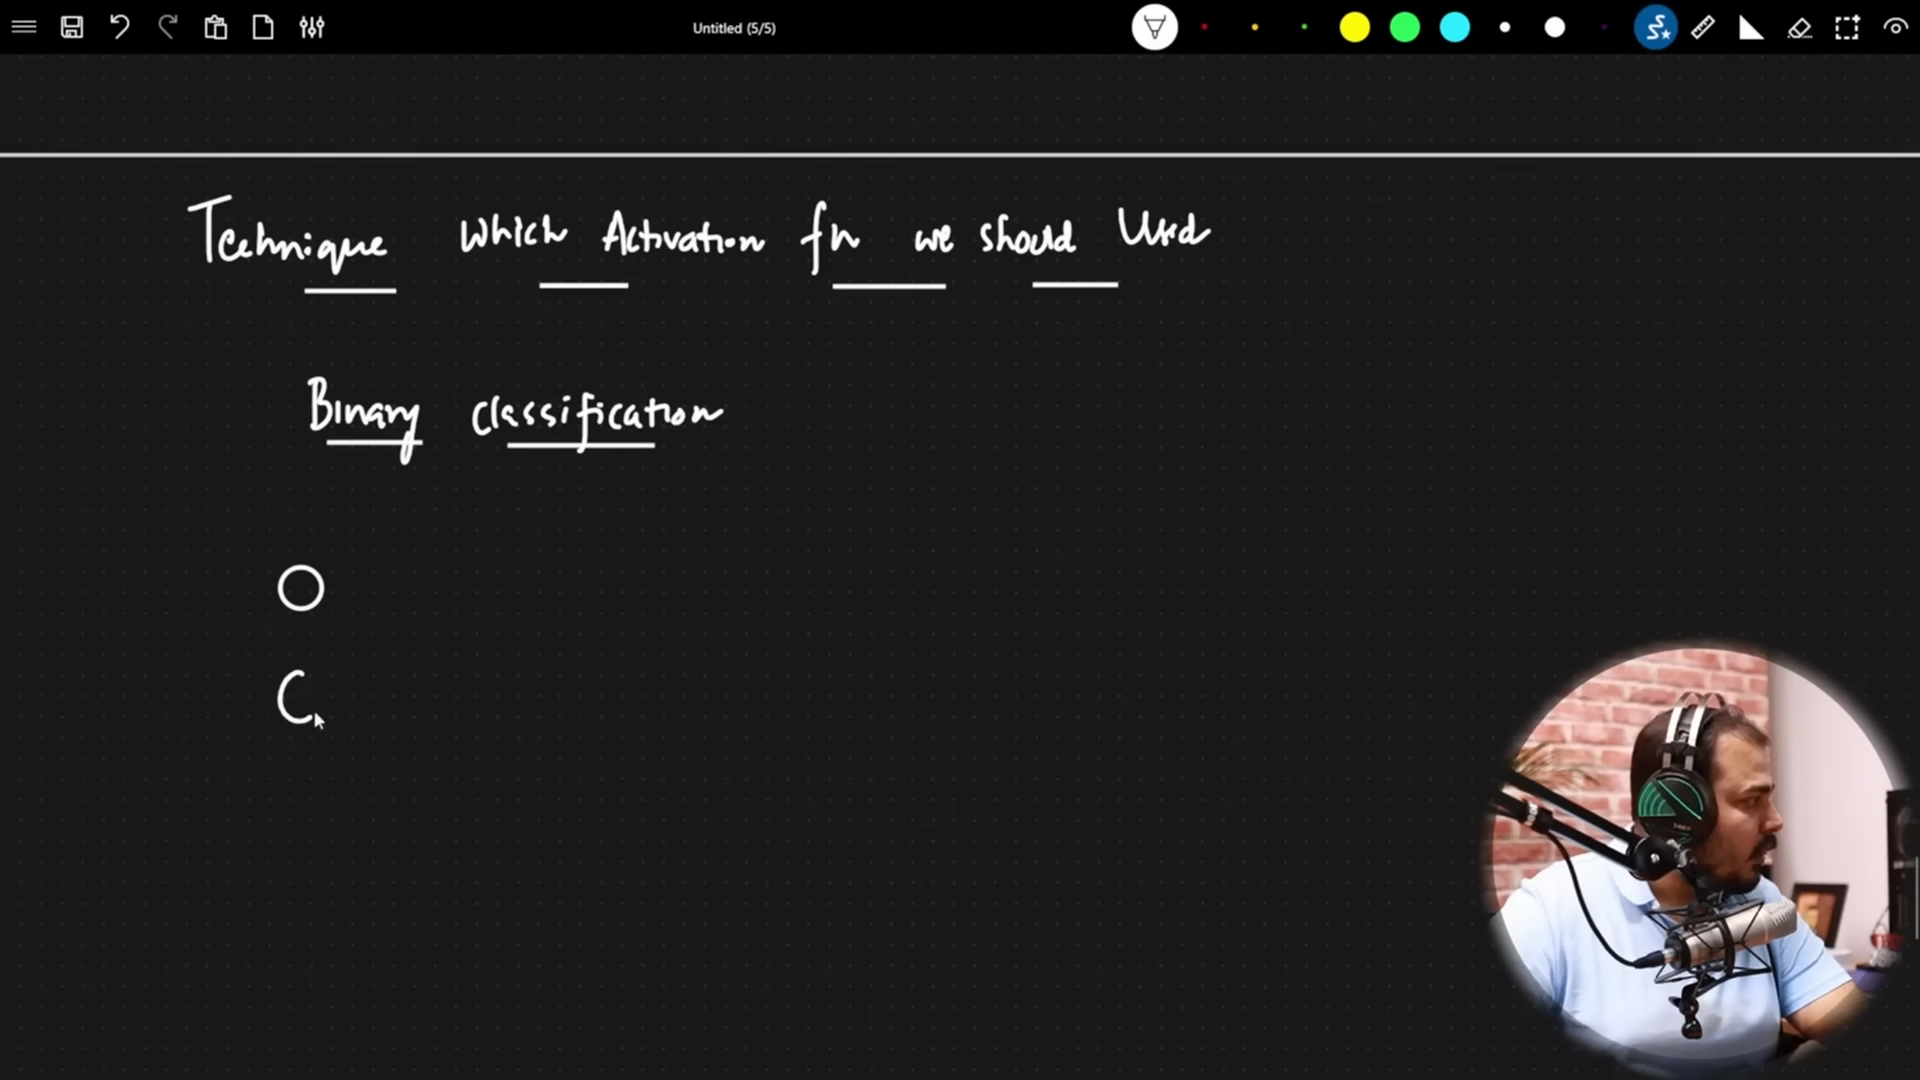 Untitled (5/5)
Technique which Activation fn we should Used
Binary classification